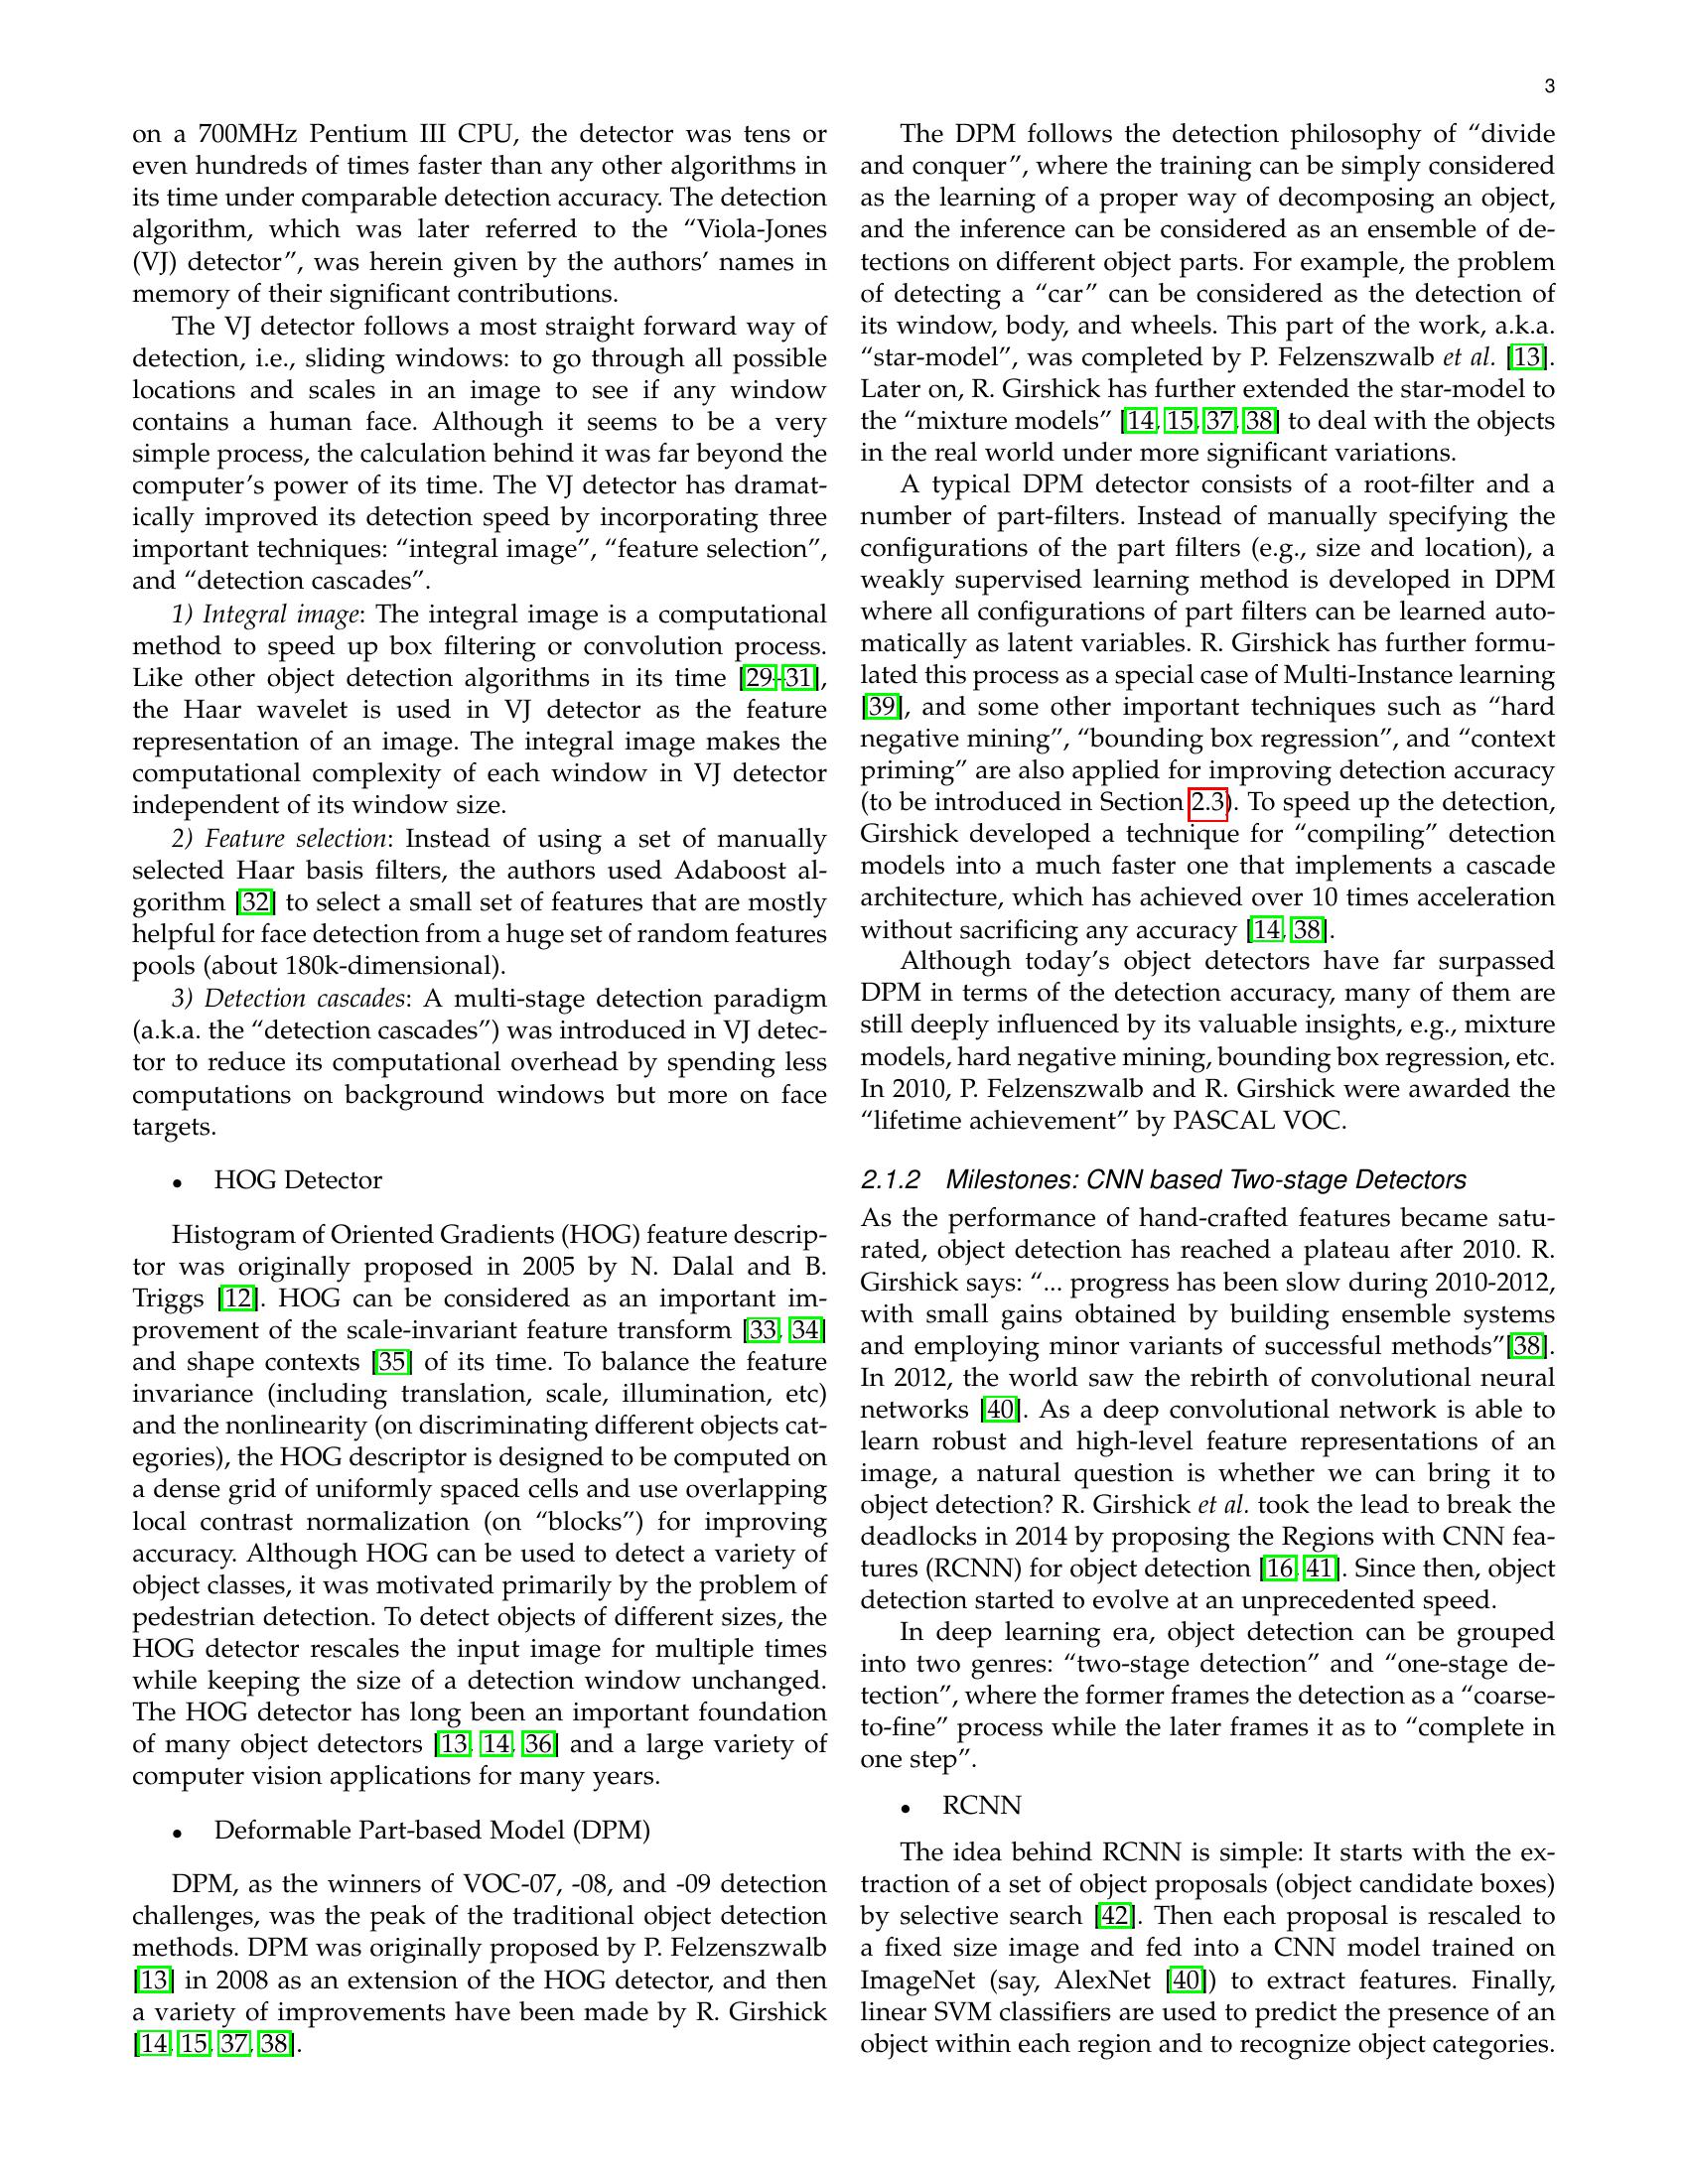 3
on a 700MHz Pentium III CPU, the detector was tens or
even hundreds of times faster than any other algorithms in
its time under comparable detection accuracy. The detection
algorithm, which was later referred to the “Viola-Jones
(VJ) detector”, was herein given by the authors’ names in
memory of their significant contributions.
The VJ detector follows a most straight forward way of
detection, i.e., sliding windows: to go through all possible
locations and scales in an image to see if any window
contains a human face. Although it seems to be a very
simple process, the calculation behind it was far beyond the
computer’s power of its time. The VJ detector has dramat-
ically improved its detection speed by incorporating three
important techniques: “integral image”, “feature selection”,
and “detection cascades”.
1) Integral image: The integral image is a computational
method to speed up box filtering or convolution process.
Like other object detection algorithms in its time [29–31],
the Haar wavelet is used in VJ detector as the feature
representation of an image. The integral image makes the
computational complexity of each window in VJ detector
independent of its window size.
2) Feature selection: Instead of using a set of manually
selected Haar basis filters, the authors used Adaboost al-
gorithm [32] to select a small set of features that are mostly
helpful for face detection from a huge set of random features
pools (about 180k-dimensional).
3) Detection cascades: A multi-stage detection paradigm
(a.k.a. the “detection cascades”) was introduced in VJ detec-
tor to reduce its computational overhead by spending less
computations on background windows but more on face
targets.
• HOG Detector
Histogram of Oriented Gradients (HOG) feature descrip-
tor was originally proposed in 2005 by N. Dalal and B.
Triggs [12]. HOG can be considered as an important im-
provement of the scale-invariant feature transform [33, 34]
and shape contexts [35] of its time. To balance the feature
invariance (including translation, scale, illumination, etc)
and the nonlinearity (on discriminating different objects cat-
egories), the HOG descriptor is designed to be computed on
a dense grid of uniformly spaced cells and use overlapping
local contrast normalization (on “blocks”) for improving
accuracy. Although HOG can be used to detect a variety of
object classes, it was motivated primarily by the problem of
pedestrian detection. To detect objects of different sizes, the
HOG detector rescales the input image for multiple times
while keeping the size of a detection window unchanged.
The HOG detector has long been an important foundation
of many object detectors [13, 14, 36] and a large variety of
computer vision applications for many years.
• Deformable Part-based Model (DPM)
DPM, as the winners of VOC-07, -08, and -09 detection
challenges, was the peak of the traditional object detection
methods. DPM was originally proposed by P. Felzenszwalb
[13] in 2008 as an extension of the HOG detector, and then
a variety of improvements have been made by R. Girshick
[14, 15, 37, 38].
The DPM follows the detection philosophy of “divide
and conquer”, where the training can be simply considered
as the learning of a proper way of decomposing an object,
and the inference can be considered as an ensemble of de-
tections on different object parts. For example, the problem
of detecting a “car” can be considered as the detection of
its window, body, and wheels. This part of the work, a.k.a.
“star-model”, was completed by P. Felzenszwalb et al. [13].
Later on, R. Girshick has further extended the star-model to
the “mixture models” [14, 15, 37, 38] to deal with the objects
in the real world under more significant variations.
A typical DPM detector consists of a root-filter and a
number of part-filters. Instead of manually specifying the
configurations of the part filters (e.g., size and location), a
weakly supervised learning method is developed in DPM
where all configurations of part filters can be learned auto-
matically as latent variables. R. Girshick has further formu-
lated this process as a special case of Multi-Instance learning
[39], and some other important techniques such as “hard
negative mining”, “bounding box regression”, and “context
priming” are also applied for improving detection accuracy
(to be introduced in Section 2.3). To speed up the detection,
Girshick developed a technique for “compiling” detection
models into a much faster one that implements a cascade
architecture, which has achieved over 10 times acceleration
without sacrificing any accuracy [14, 38].
Although today’s object detectors have far surpassed
DPM in terms of the detection accuracy, many of them are
still deeply influenced by its valuable insights, e.g., mixture
models, hard negative mining, bounding box regression, etc.
In 2010, P. Felzenszwalb and R. Girshick were awarded the
“lifetime achievement” by PASCAL VOC.
2.1.2 Milestones: CNN based Two-stage Detectors
As the performance of hand-crafted features became satu-
rated, object detection has reached a plateau after 2010. R.
Girshick says: “... progress has been slow during 2010-2012,
with small gains obtained by building ensemble systems
and employing minor variants of successful methods”[38].
In 2012, the world saw the rebirth of convolutional neural
networks [40]. As a deep convolutional network is able to
learn robust and high-level feature representations of an
image, a natural question is whether we can bring it to
object detection? R. Girshick et al. took the lead to break the
deadlocks in 2014 by proposing the Regions with CNN fea-
tures (RCNN) for object detection [16, 41]. Since then, object
detection started to evolve at an unprecedented speed.
In deep learning era, object detection can be grouped
into two genres: “two-stage detection” and “one-stage de-
tection”, where the former frames the detection as a “coarse-
to-fine” process while the later frames it as to “complete in
one step”.
• RCNN
The idea behind RCNN is simple: It starts with the ex-
traction of a set of object proposals (object candidate boxes)
by selective search [42]. Then each proposal is rescaled to
a fixed size image and fed into a CNN model trained on
ImageNet (say, AlexNet [40]) to extract features. Finally,
linear SVM classifiers are used to predict the presence of an
object within each region and to recognize object categories.